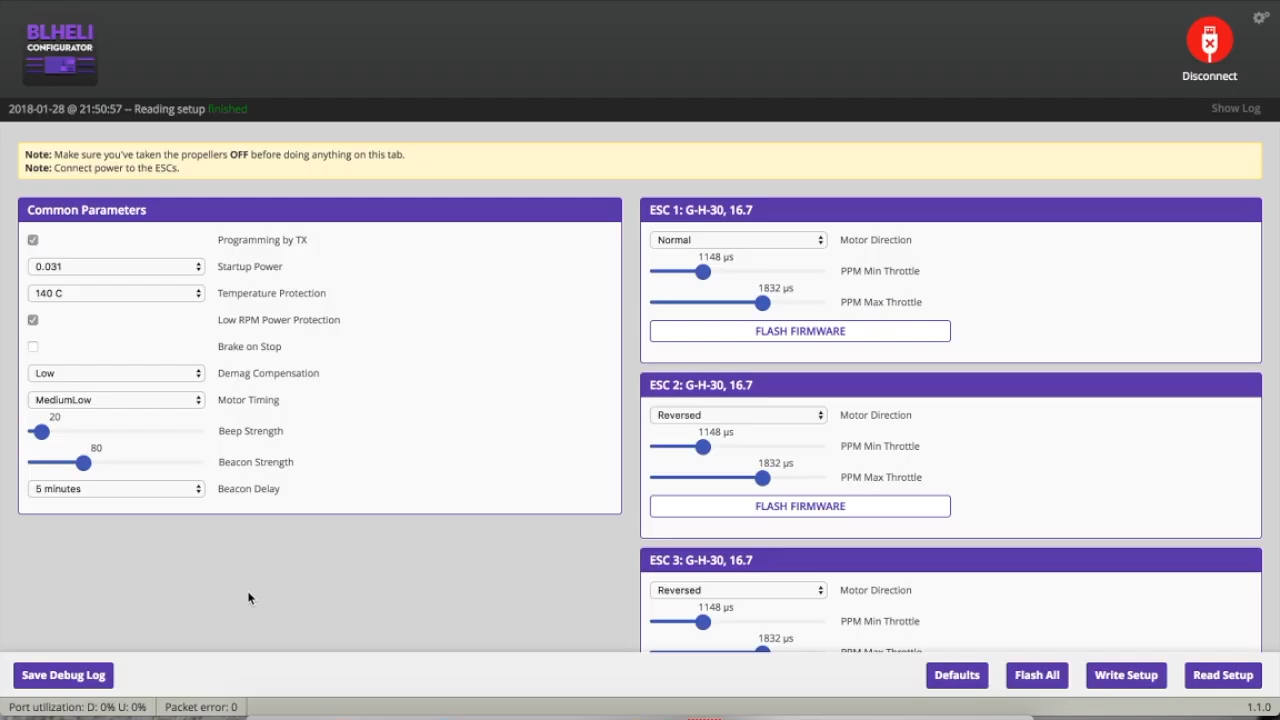 BLHELI
CONFIGURATOR
Disconnect
2018-01-28 @ 21:50:57 -- Reading setup finished
Show Log
Note: Make sure you've taken the propellers OFF before doing anything on this tab.
Note: Connect power to the ESCs.
Common Parameters
Programming by TX
0.031 Startup Power
140 C Temperature Protection
Low RPM Power Protection
Brake on Stop
Low Demag Compensation
MediumLow Motor Timing
20
Beep Strength
80
Beacon Strength
5 minutes Beacon Delay
ESC 1: G-H-30, 16.7
Normal Motor Direction
1148 µs
PPM Min Throttle
1832 µs
PPM Max Throttle
FLASH FIRMWARE
ESC 2: G-H-30, 16.7
Reversed Motor Direction
1148 µs
PPM Min Throttle
1832 µs
PPM Max Throttle
FLASH FIRMWARE
ESC 3: G-H-30, 16.7
Reversed Motor Direction
1148 µs
PPM Min Throttle
1832 µs
PPM Max Throttle
Save Debug Log
Defaults
Flash All
Write Setup
Read Setup
Port utilization: D: 0% U: 0%
Packet error: 0
1.1.0